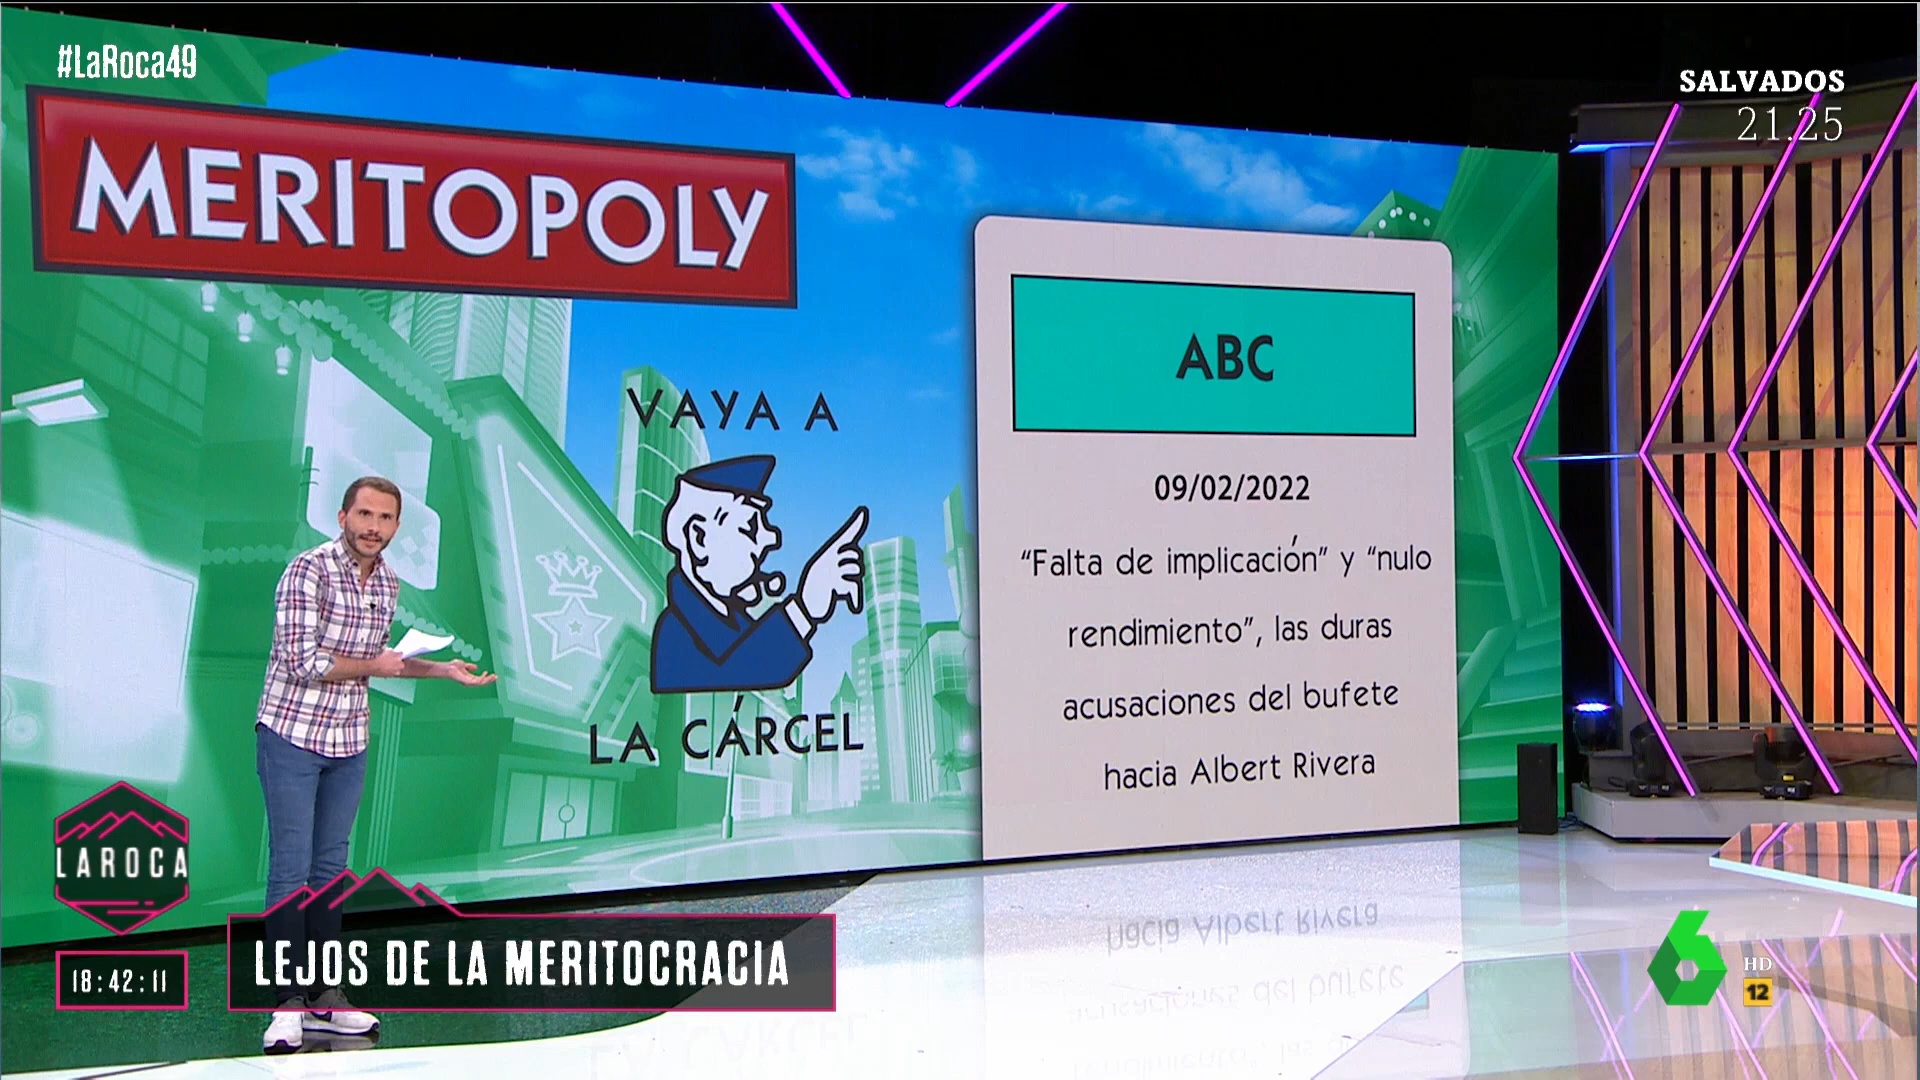 #LaRoca49
SALVADOS
21.25
MERITOPOLY
VAYA A
LA CÁRCEL
ABC
09/02/2022
“Falta de implicación” y “nulo
rendimiento”, las duras
acusaciones del bufete
hacia Albert Rivera
LAROCA
18:42:11
LEJOS DE LA MERITOCRACIA
6
HD
12